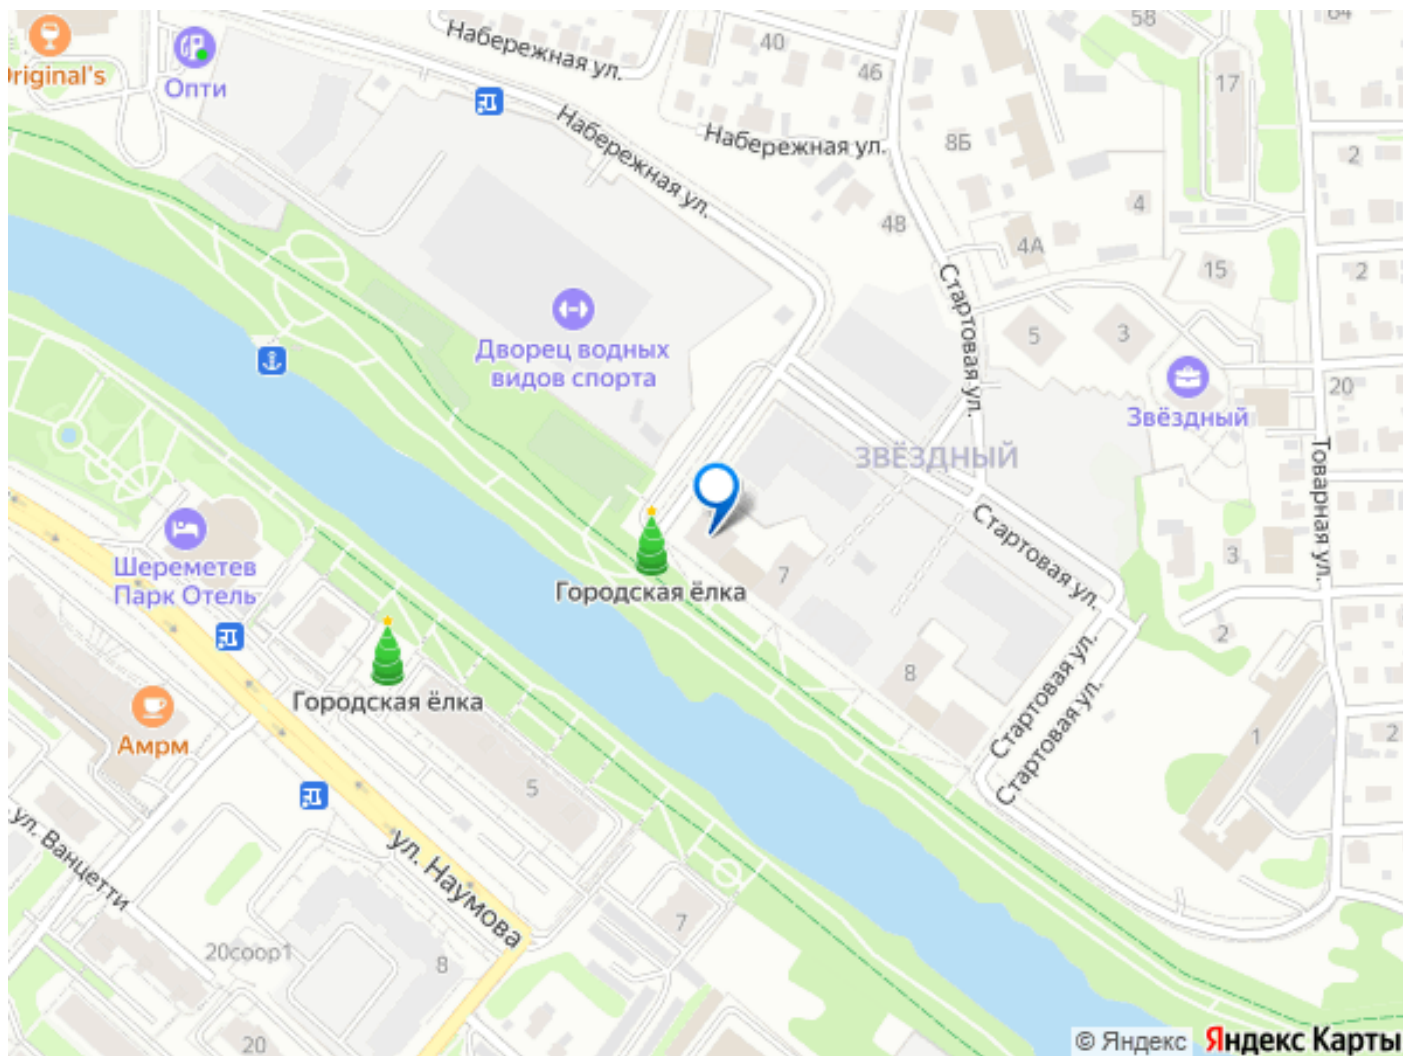 58
64
Набережная ул.
40
Original's
Опти
46
17
Набережная ул.
Набережная ул.
8Б
2
4
48
4А
15
2
Стартовая ул.
5
3
Дворец водных
видов спорта
20
Звёздный
ЗВЁЗДНЫЙ
Товарная ул.
Стартовая ул.
3
Шереметев
Парк Отель
7
Городская ёлка
2
Стартовая ул.
Стартовая ул.
8
Городская ёлка
1
2
Амрм
5
ул. Ванцетти
ул. Наумова
7
20соор1
8
20
© Яндекс
Яндекс Карты